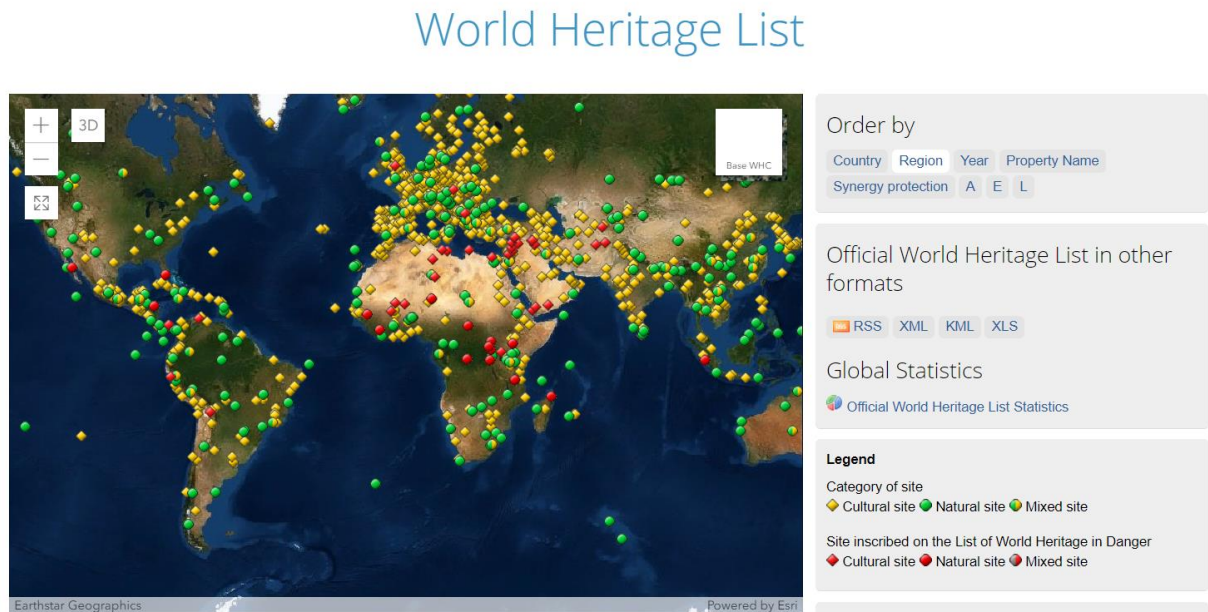 World Heritage List
+
3D
—
Base WHC
Earthstar Geographics
Powered by Esri
Order by
Country Region Year Property Name
Synergy protection A E L
Official World Heritage List in other
formats
RSS XML KML XLS
Global Statistics
Official World Heritage List Statistics
Legend
Category of site
Cultural site Natural site Mixed site
Site inscribed on the List of World Heritage in Danger
Cultural site Natural site Mixed site